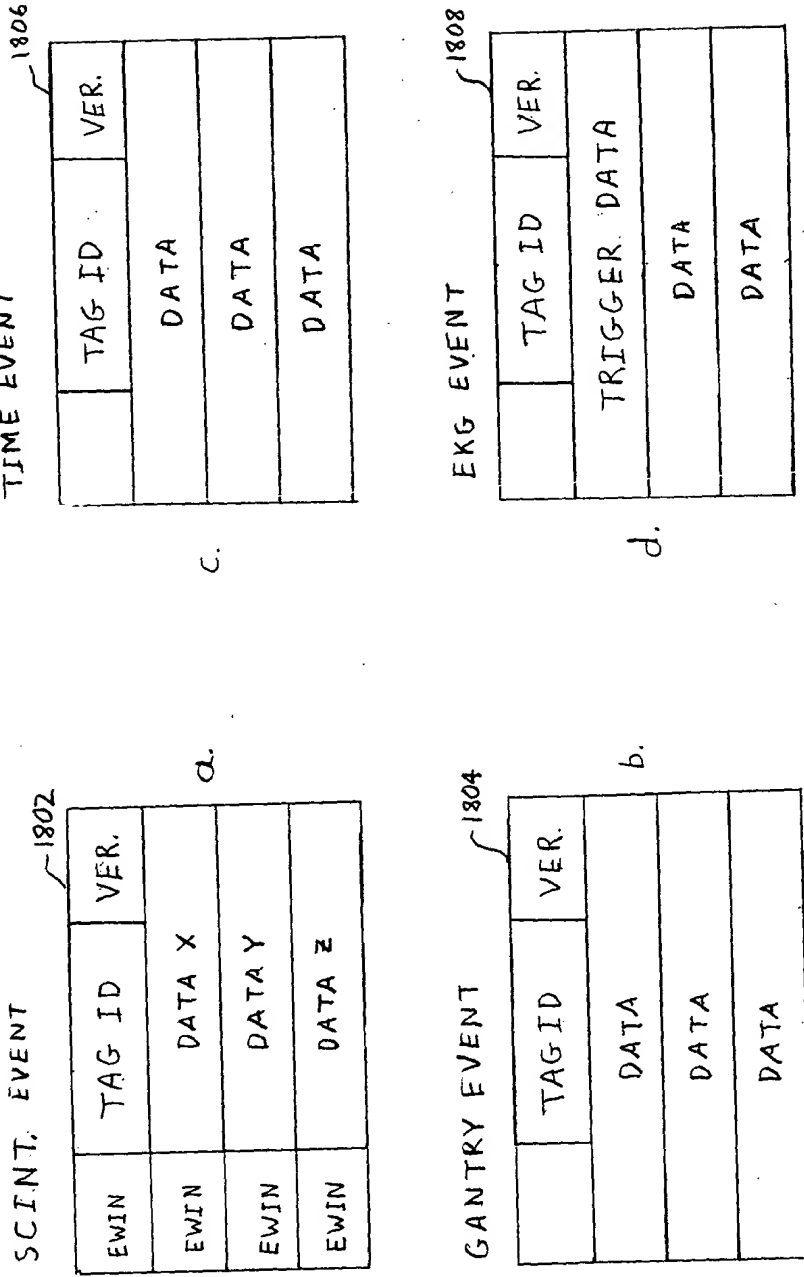 SCINT. EVENT
1802
EWIN TAG ID VER.
EWIN DATA X
EWIN DATA Y
EWIN DATA Z
a.
GANTRY EVENT
1804
TAG ID VER.
DATA
DATA
DATA
b.
TIME EVENT
1806
TAG ID VER.
DATA
DATA
DATA
c.
EKG EVENT
1808
TAG ID VER.
TRIGGER DATA
DATA
DATA
d.